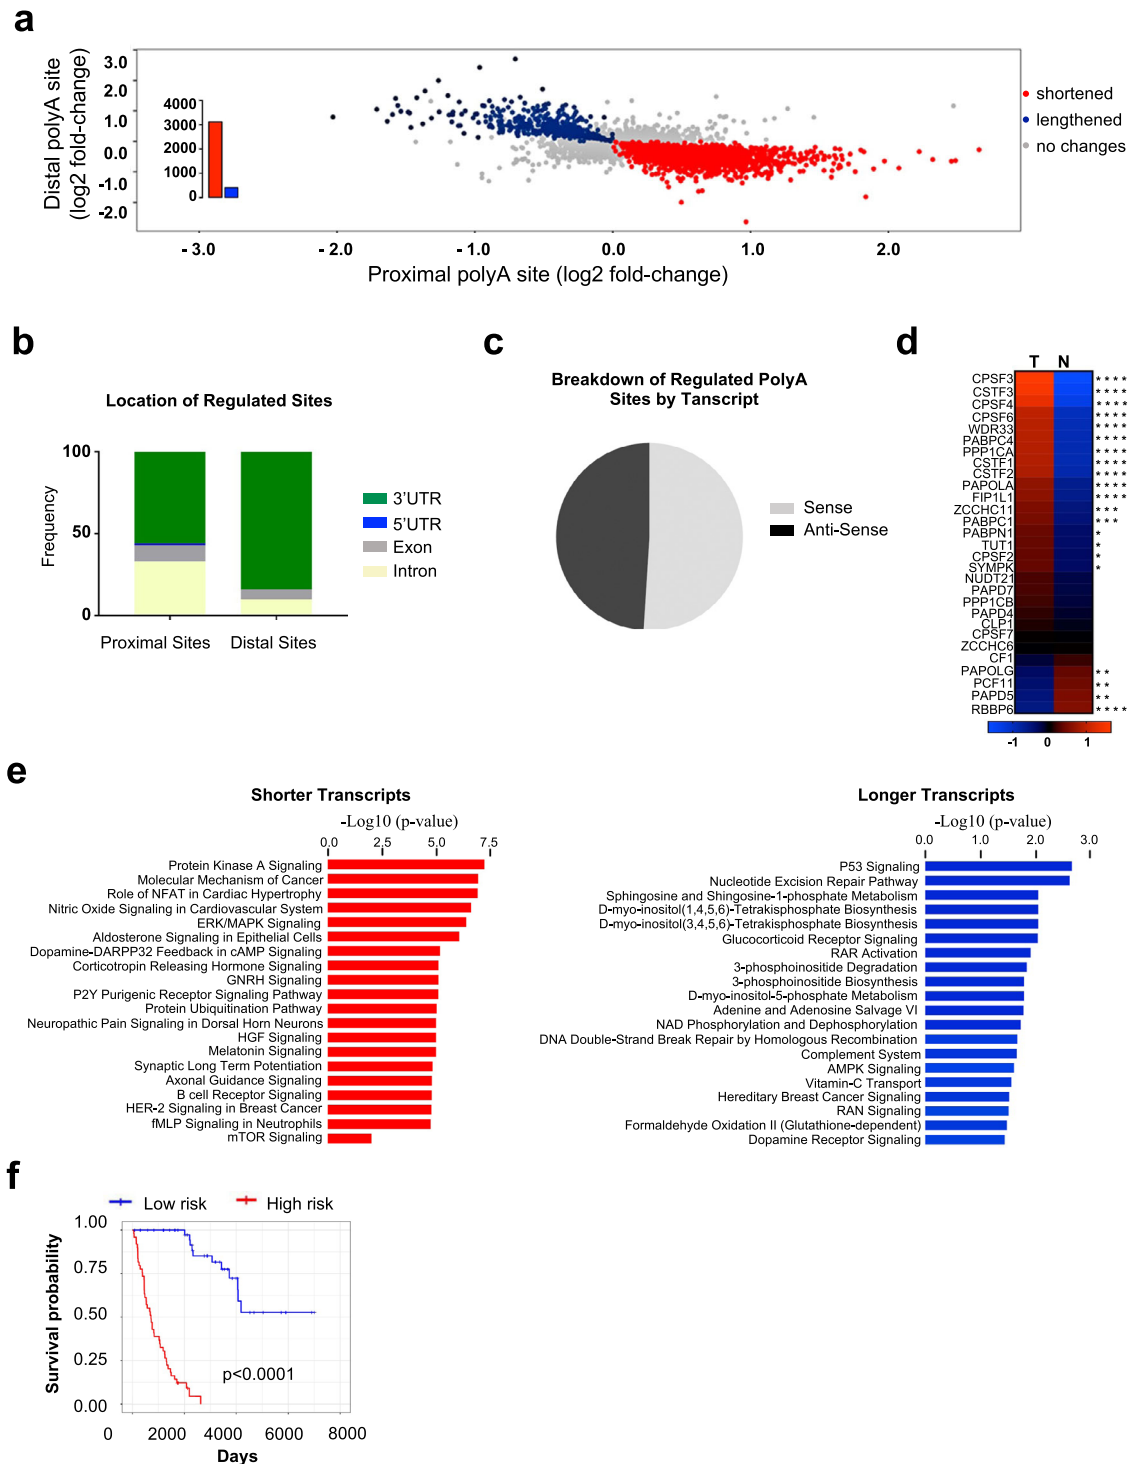 a
Distal polyA site
(log2 fold-change)
3.0
2.0
1.0
0.0
-1.0
-2.0
4000
3000
2000
1000
0
shortened
lengthened
no changes
- 3.0
- 2.0
-1.0
0.0
1.0
2.0
Proximal polyA site (log2 fold-change)
b
Location of Regulated Sites
Frequency
100
50
0
Proximal Sites
Distal Sites
3'UTR
5'UTR
Exon
Intron
c
Breakdown of Regulated PolyA
Sites by Tanscript
Sense
Anti-Sense
d
T N
CPSF3 ****
CSTF3 ****
CPSF4 ****
CPSF6 ****
WDR33 ****
PABPC4 ****
PPP1CA ****
CSTF1 ****
CSTF2 ****
PAPOLA ****
FIP1L1 ****
ZCCHC11 ***
PABPC1 ***
PABPN1 *
TUT1 *
CPSF2 *
SYMPK *
NUDT21
PAPD7
PPP1CB
PAPD4
CLP1
CPSF7
ZCCHC6
CF1
PAPOLG **
PCF11 **
PAPD5 **
RBBP6 ****
-1 0 1
e
Shorter Transcripts
-Log10 (p-value)
0.0 2.5 5.0 7.5
Protein Kinase A Signaling
Molecular Mechanism of Cancer
Role of NFAT in Cardiac Hypertrophy
Nitric Oxide Signaling in Cardiovascular System
ERK/MAPK Signaling
Aldosterone Signaling in Epithelial Cells
Dopamine-DARPP32 Feedback in cAMP Signaling
Corticotropin Releasing Hormone Signaling
GNRH Signaling
P2Y Purigenic Receptor Signaling Pathway
Protein Ubiquitination Pathway
Neuropathic Pain Signaling in Dorsal Horn Neurons
HGF Signaling
Melatonin Signaling
Synaptic Long Term Potentiation
Axonal Guidance Signaling
B cell Receptor Signaling
HER-2 Signaling in Breast Cancer
fMLP Signaling in Neutrophils
mTOR Signaling
Longer Transcripts
-Log10 (p-value)
0.0 1.0 2.0 3.0
P53 Signaling
Nucleotide Excision Repair Pathway
Sphingosine and Shingosine-1-phosphate Metabolism
D-myo-inositol(1,4,5,6)-Tetrakisphosphate Biosynthesis
D-myo-inositol(3,4,5,6)-Tetrakisphosphate Biosynthesis
Glucocorticoid Receptor Signaling
RAR Activation
3-phosphoinositide Degradation
3-phosphoinositide Biosynthesis
D-myo-inositol-5-phosphate Metabolism
Adenine and Adenosine Salvage VI
NAD Phosphorylation and Dephosphorylation
DNA Double-Strand Break Repair by Homologous Recombination
Complement System
AMPK Signaling
Vitamin-C Transport
Hereditary Breast Cancer Signaling
RAN Signaling
Formaldehyde Oxidation II (Glutathione-dependent)
Dopamine Receptor Signaling
f
Low risk
High risk
Survival probability
1.00
0.75
0.50
0.25
0.00
p<0.0001
0 2000 4000 6000 8000
Days